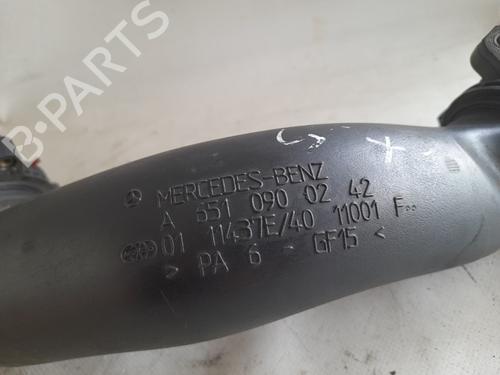 B-PARTS
MERCEDES-BENZ
A 651 090 02 42
01 11437E/40 11001 F
> PA 6 - GF15 <